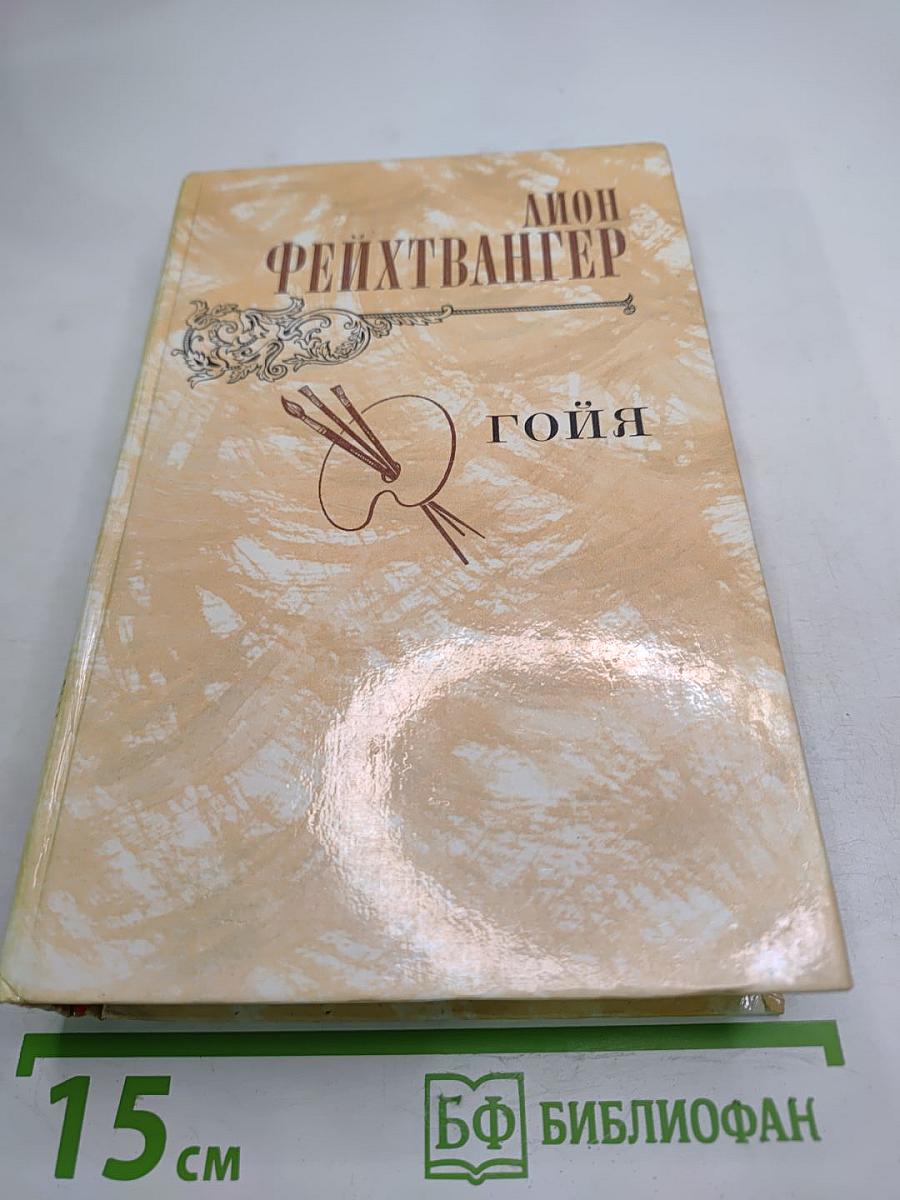 ЛИОН
ФЕЙХТВАНГЕР
ГОЙЯ
15 см
БФ БИБЛИОФАН